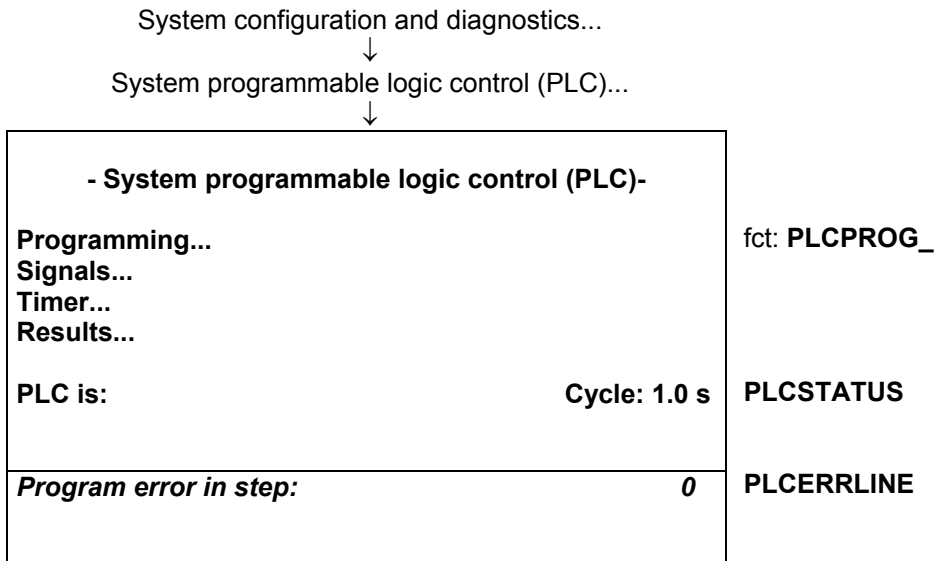 System configuration and diagnostics...
↓
System programmable logic control (PLC)...
↓
- System programmable logic control (PLC)-
Programming... fct: PLCPROG_
Signals...
Timer...
Results...
PLC is: Cycle: 1.0 s PLCSTATUS
Program error in step: 0 PLCERRLINE